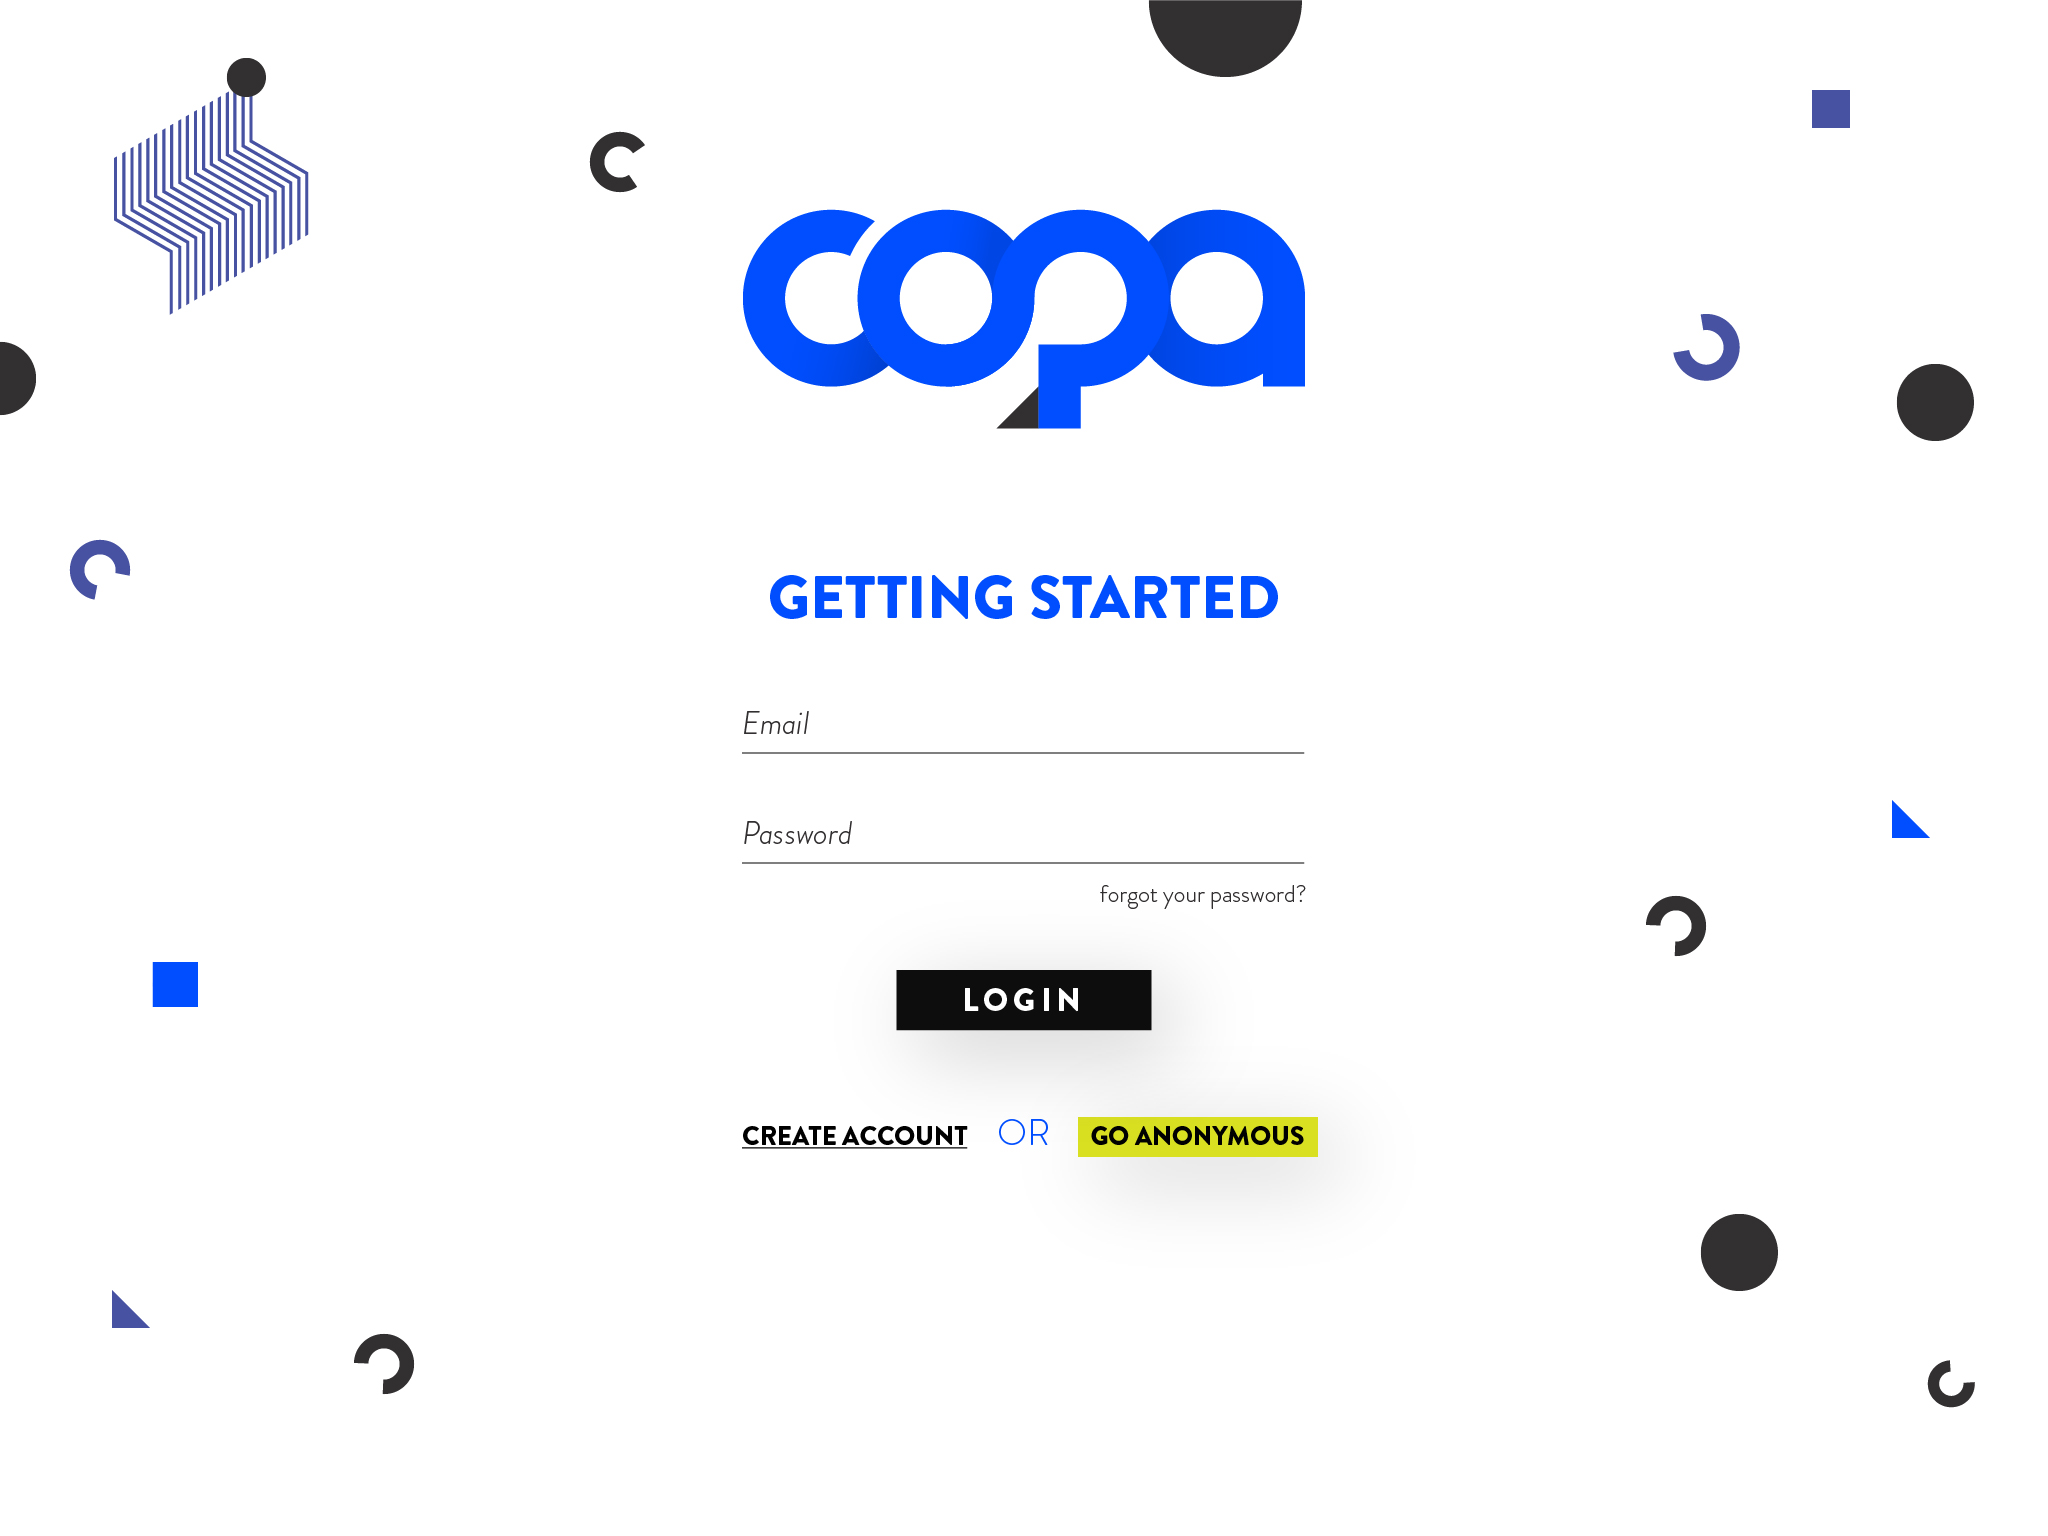 copa
GETTING STARTED
Email
Password
forgot your password?
LOGIN
CREATE ACCOUNT OR GO ANONYMOUS